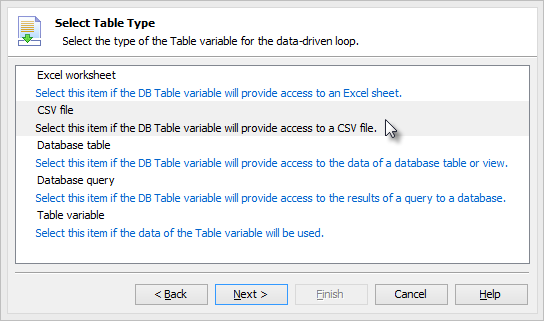 Select Table Type
Select the type of the Table variable for the data-driven loop.
Excel worksheet
Select this item if the DB Table variable will provide access to an Excel sheet.
CSV file
Select this item if the DB Table variable will provide access to a CSV file.
Database table
Select this item if the DB Table variable will provide access to the data of a database table or view.
Database query
Select this item if the DB Table variable will provide access to the results of a query to a database.
Table variable
Select this item if the data of the Table variable will be used.
< Back Next > Finish Cancel Help